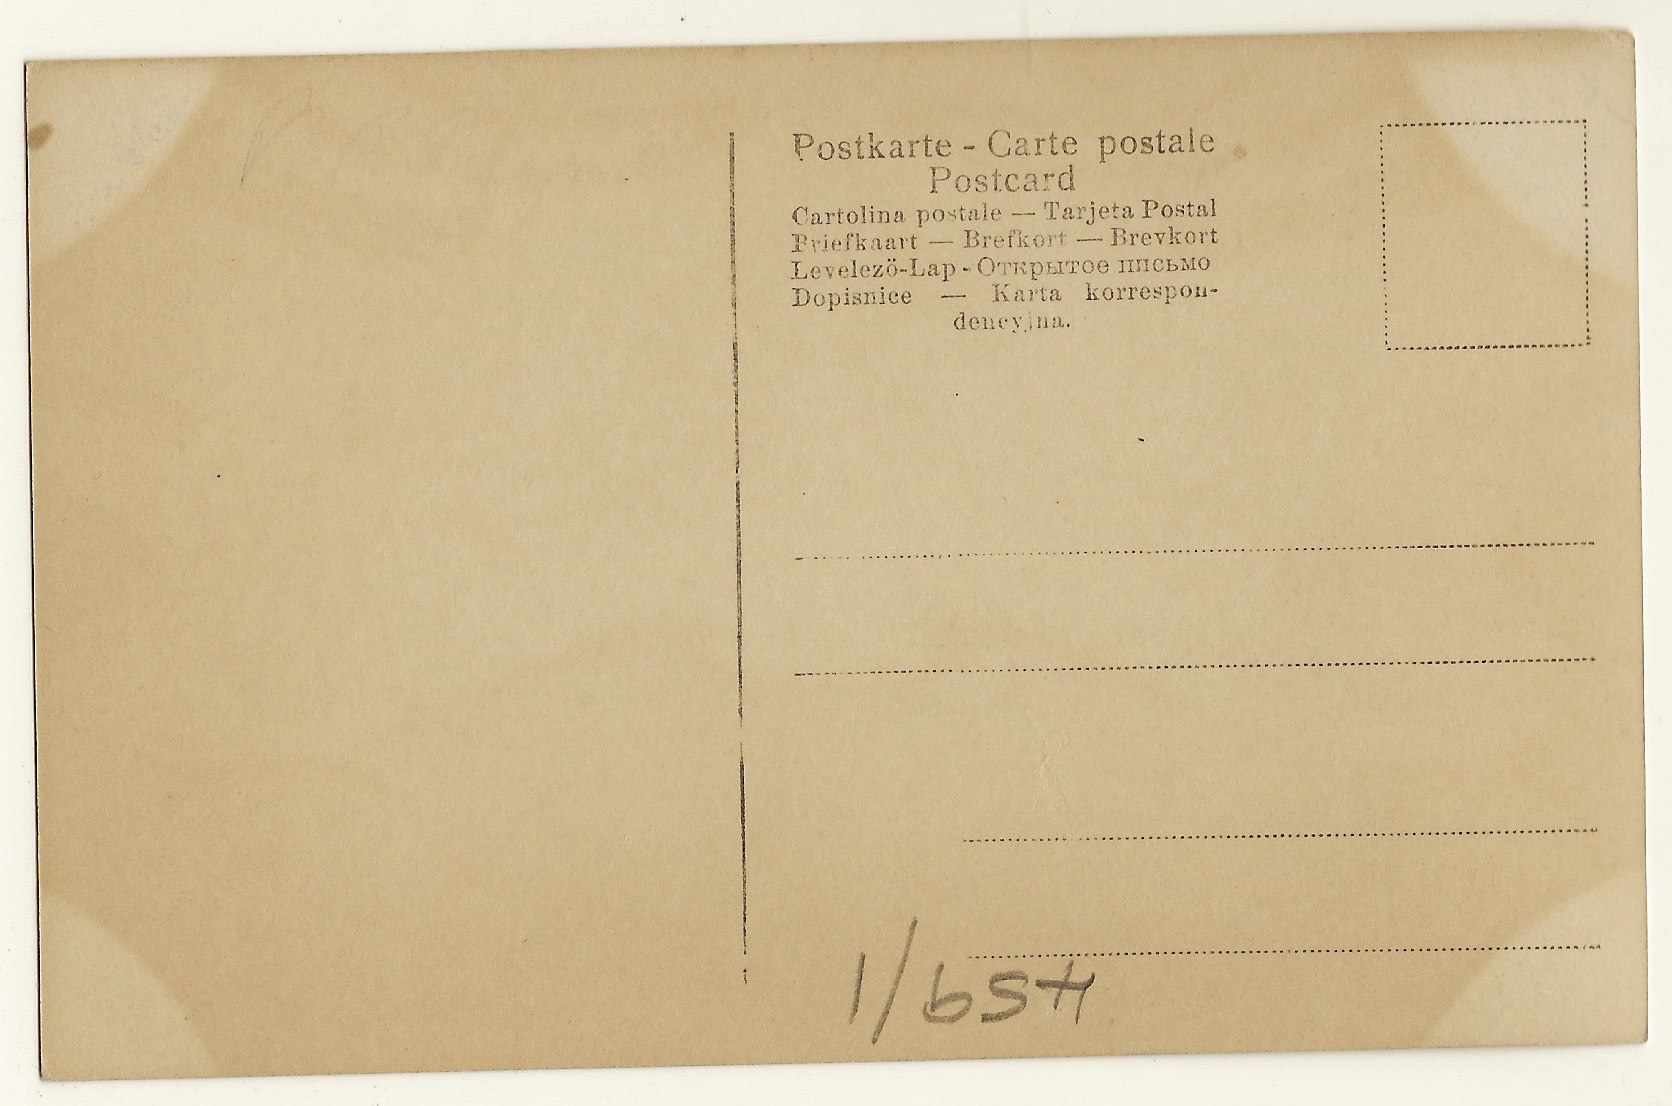 Postkarte - Carte postale
Postcard
Cartolina postale — Tarjeta Postal
Briefkaart — Brefkort — Brevkort
Levelezö-Lap - Открытое письмо
Dopisnice — Karta korrespon-
dencyjna.
459/1